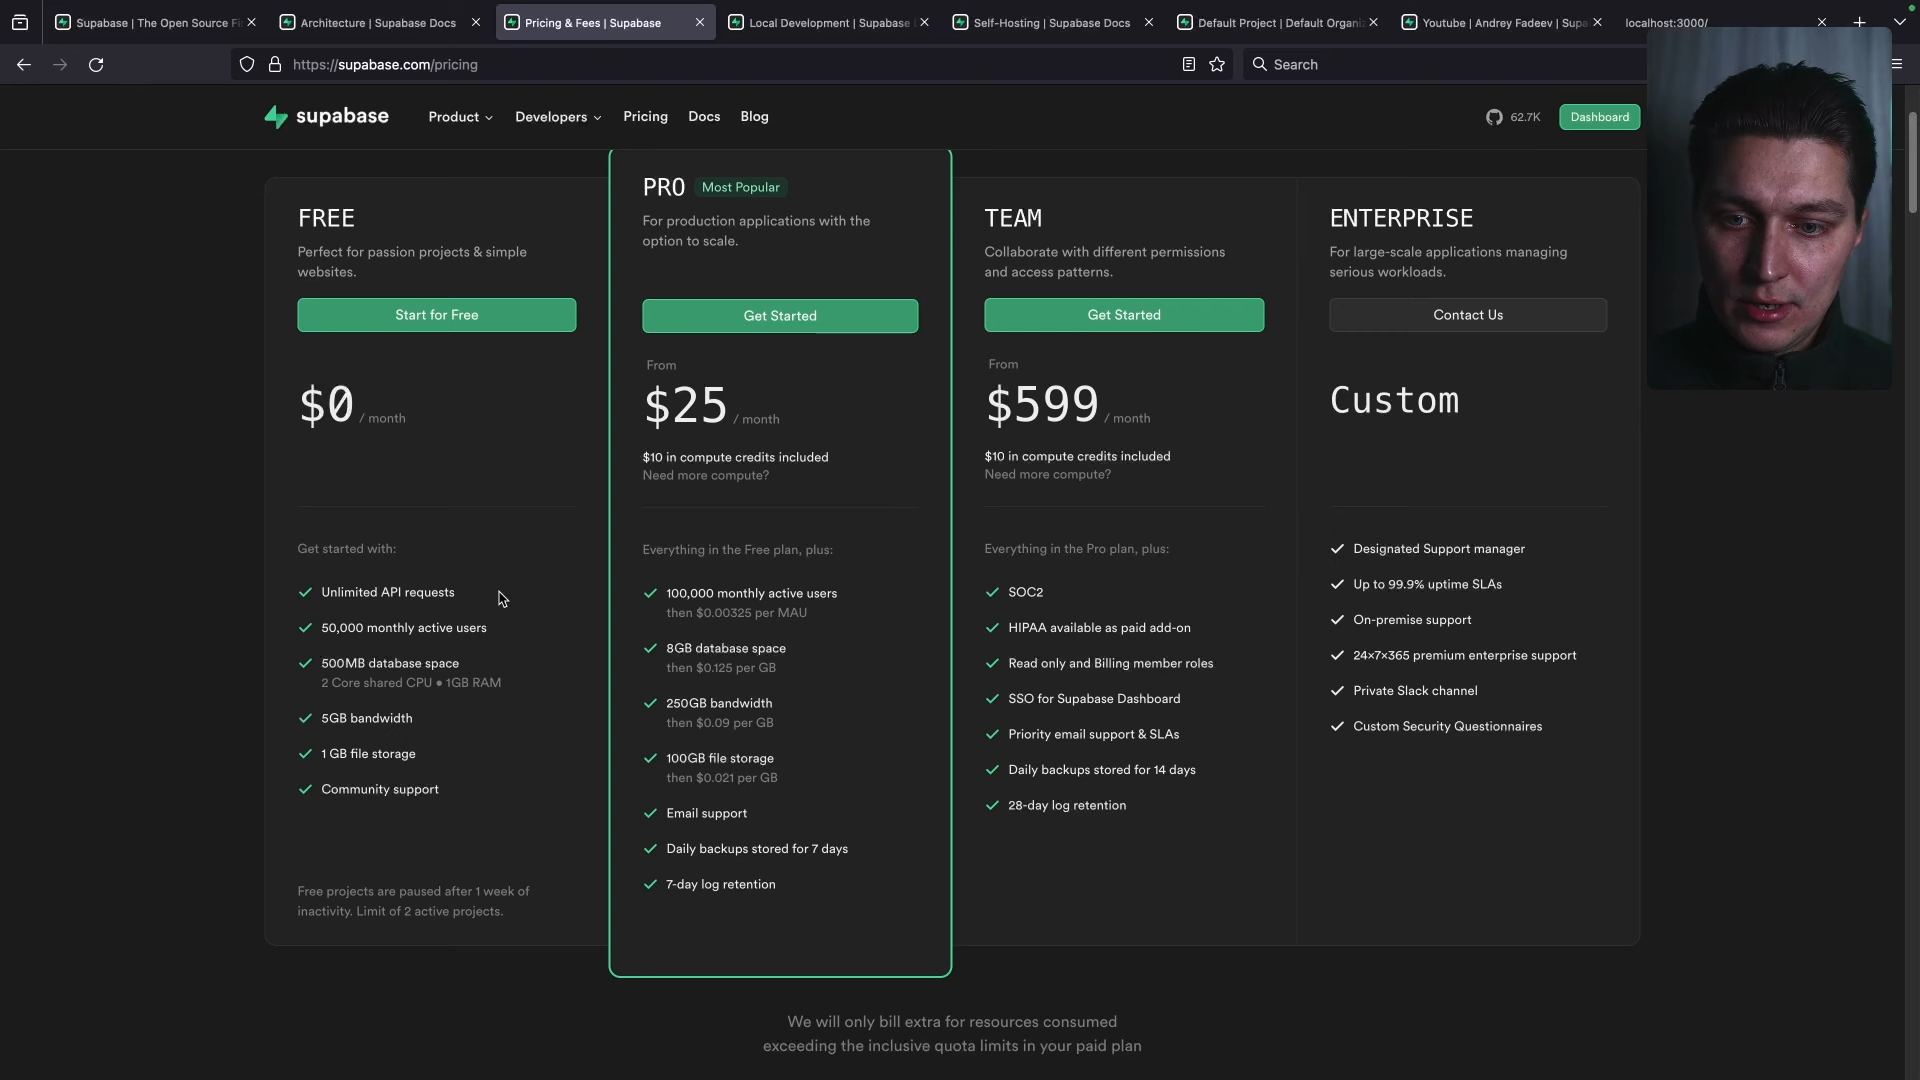 Supabase | The Open Source Fi
Architecture | Supabase Docs
Pricing & Fees | Supabase
Local Development | Supabase
Self-Hosting | Supabase Docs
Default Project | Default Organiz
Youtube | Andrey Fadeev | Supa
localhost:3000/
https://supabase.com/pricing
Search
supabase
Product
Developers
Pricing
Docs
Blog
62.7K
Dashboard
FREE
Perfect for passion projects & simple
websites.
Start for Free
$0 / month
Get started with:
Unlimited API requests
50,000 monthly active users
500MB database space
2 Core shared CPU • 1GB RAM
5GB bandwidth
1 GB file storage
Community support
Free projects are paused after 1 week of
inactivity. Limit of 2 active projects.
PRO Most Popular
For production applications with the
option to scale.
Get Started
From
$25 / month
$10 in compute credits included
Need more compute?
Everything in the Free plan, plus:
100,000 monthly active users
then $0.00325 per MAU
8GB database space
then $0.125 per GB
250GB bandwidth
then $0.09 per GB
100GB file storage
then $0.021 per GB
Email support
Daily backups stored for 7 days
7-day log retention
TEAM
Collaborate with different permissions
and access patterns.
Get Started
From
$599 / month
$10 in compute credits included
Need more compute?
Everything in the Pro plan, plus:
SOC2
HIPAA available as paid add-on
Read only and Billing member roles
SSO for Supabase Dashboard
Priority email support & SLAs
Daily backups stored for 14 days
28-day log retention
ENTERPRISE
For large-scale applications managing
serious workloads.
Contact Us
Custom
Designated Support manager
Up to 99.9% uptime SLAs
On-premise support
24×7×365 premium enterprise support
Private Slack channel
Custom Security Questionnaires
We will only bill extra for resources consumed
exceeding the inclusive quota limits in your paid plan